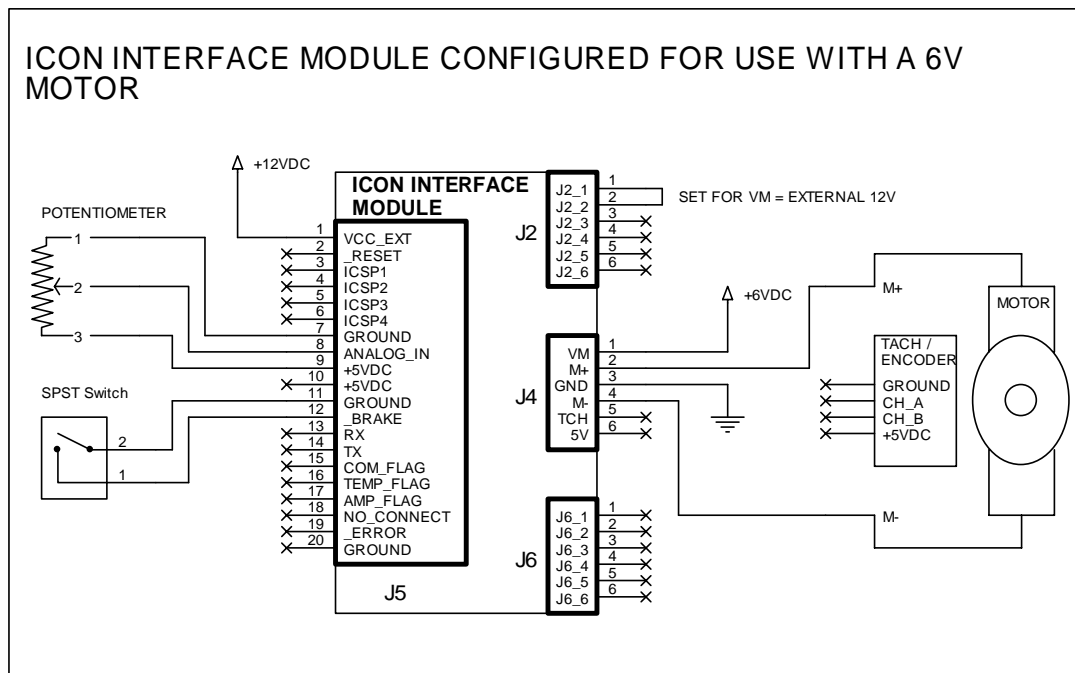 ICON INTERFACE MODULE CONFIGURED FOR USE WITH A 6V
MOTOR
+12VDC
ICON INTERFACE
MODULE
POTENTIOMETER
1
2
3
SPST Switch
2
1
1 VCC_EXT
2 _RESET
3 ICSP1
4 ICSP2
5 ICSP3
6 ICSP4
7 GROUND
8 ANALOG_IN
9 +5VDC
10 +5VDC
11 GROUND
12 _BRAKE
13 RX
14 TX
15 COM_FLAG
16 TEMP_FLAG
17 AMP_FLAG
18 NO_CONNECT
19 _ERROR
20 GROUND
J5
J2
J2_1 1
J2_2 2
J2_3 3
J2_4 4
J2_5 5
J2_6 6
SET FOR VM = EXTERNAL 12V
+6VDC
J4
VM 1
M+ 2
GND 3
M- 4
TCH 5
5V 6
J6
J6_1 1
J6_2 2
J6_3 3
J6_4 4
J6_5 5
J6_6 6
M+
MOTOR
TACH /
ENCODER
GROUND
CH_A
CH_B
+5VDC
M-